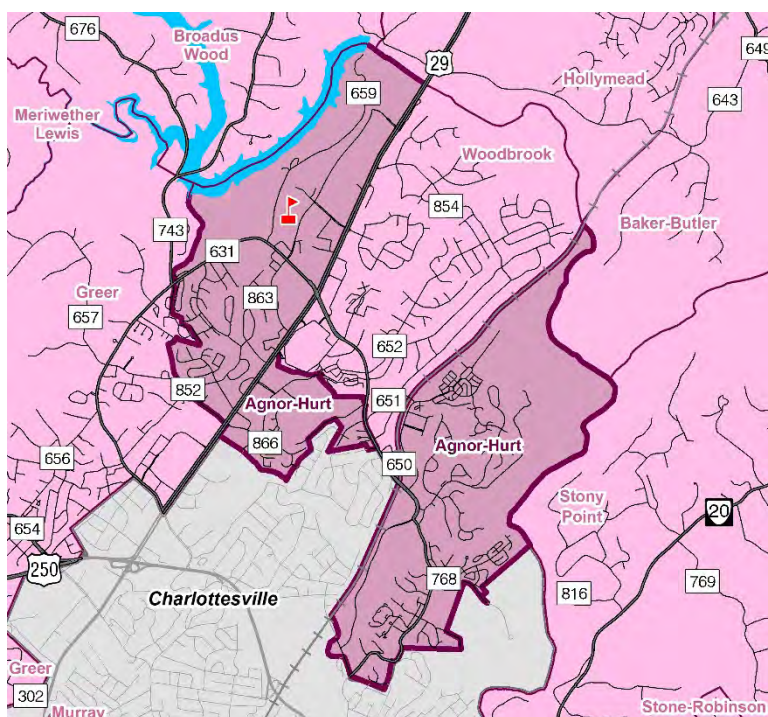 676
Broadus
Wood
29
649
Hollymead
659
643
Meriwether
Lewis
Woodbrook
854
743
631
Baker-Butler
Greer
863
657
652
852
651
Agnor-Hurt
866
Agnor-Hurt
656
650
Stony
Point
20
654
250
768
769
Charlottesville
816
Greer
302
Murray
Stone-Robinson